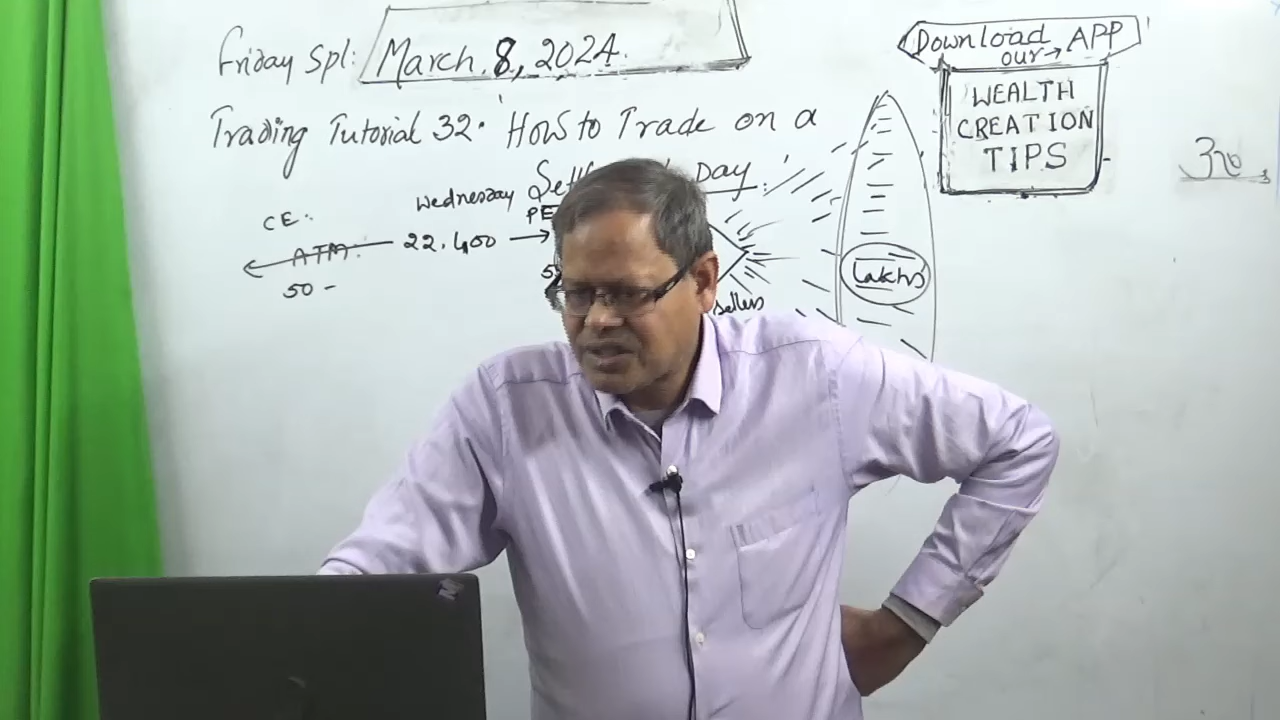 Friday Spl: March 8, 2024.
Download our → APP
WEALTH
CREATION
TIPS
Trading Tutorial 32. 'How to Trade on a
Day
Wednesday
CE:
PE
ATM 22,400
50 -
sellers
Lakhs